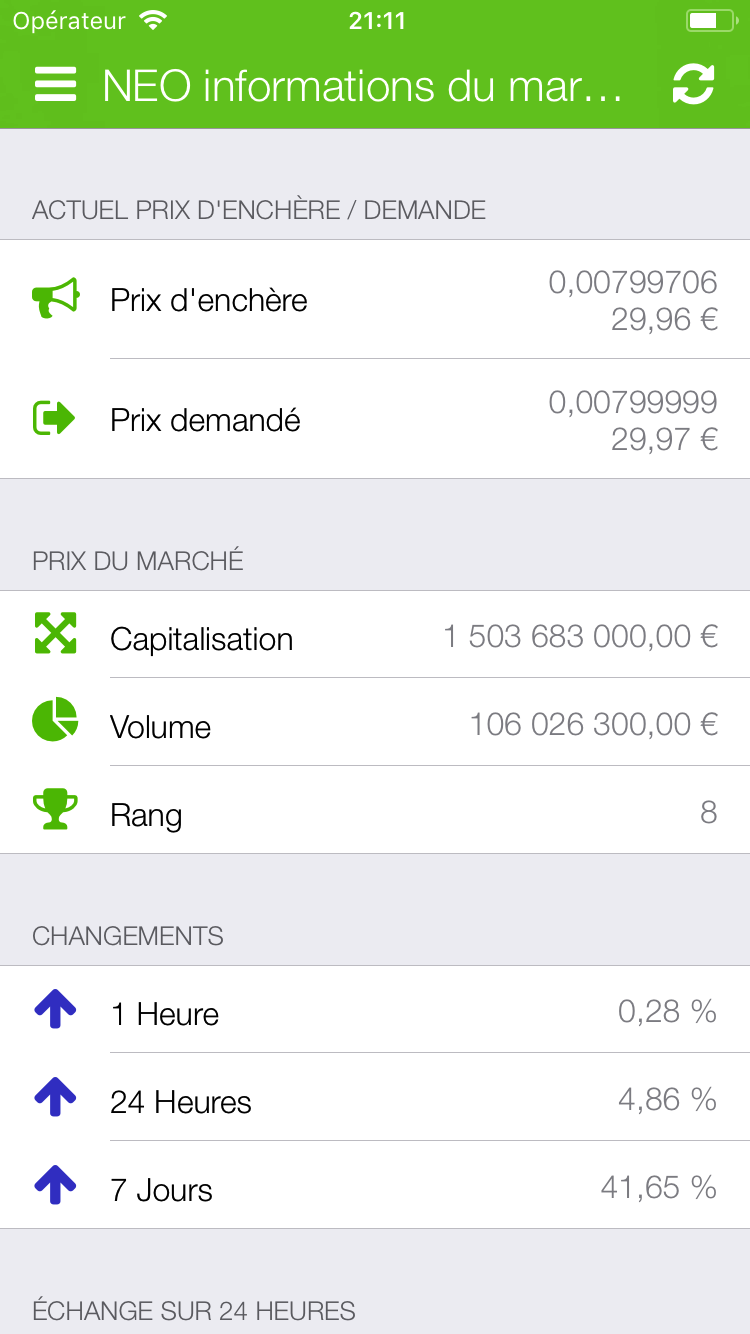 Opérateur 21:11
NEO informations du mar...
ACTUEL PRIX D'ENCHÈRE / DEMANDE
Prix d'enchère 0,00799706
29,96 €
Prix demandé 0,00799999
29,97 €
PRIX DU MARCHÉ
Capitalisation 1 503 683 000,00 €
Volume 106 026 300,00 €
Rang 8
CHANGEMENTS
1 Heure 0,28 %
24 Heures 4,86 %
7 Jours 41,65 %
ÉCHANGE SUR 24 HEURES